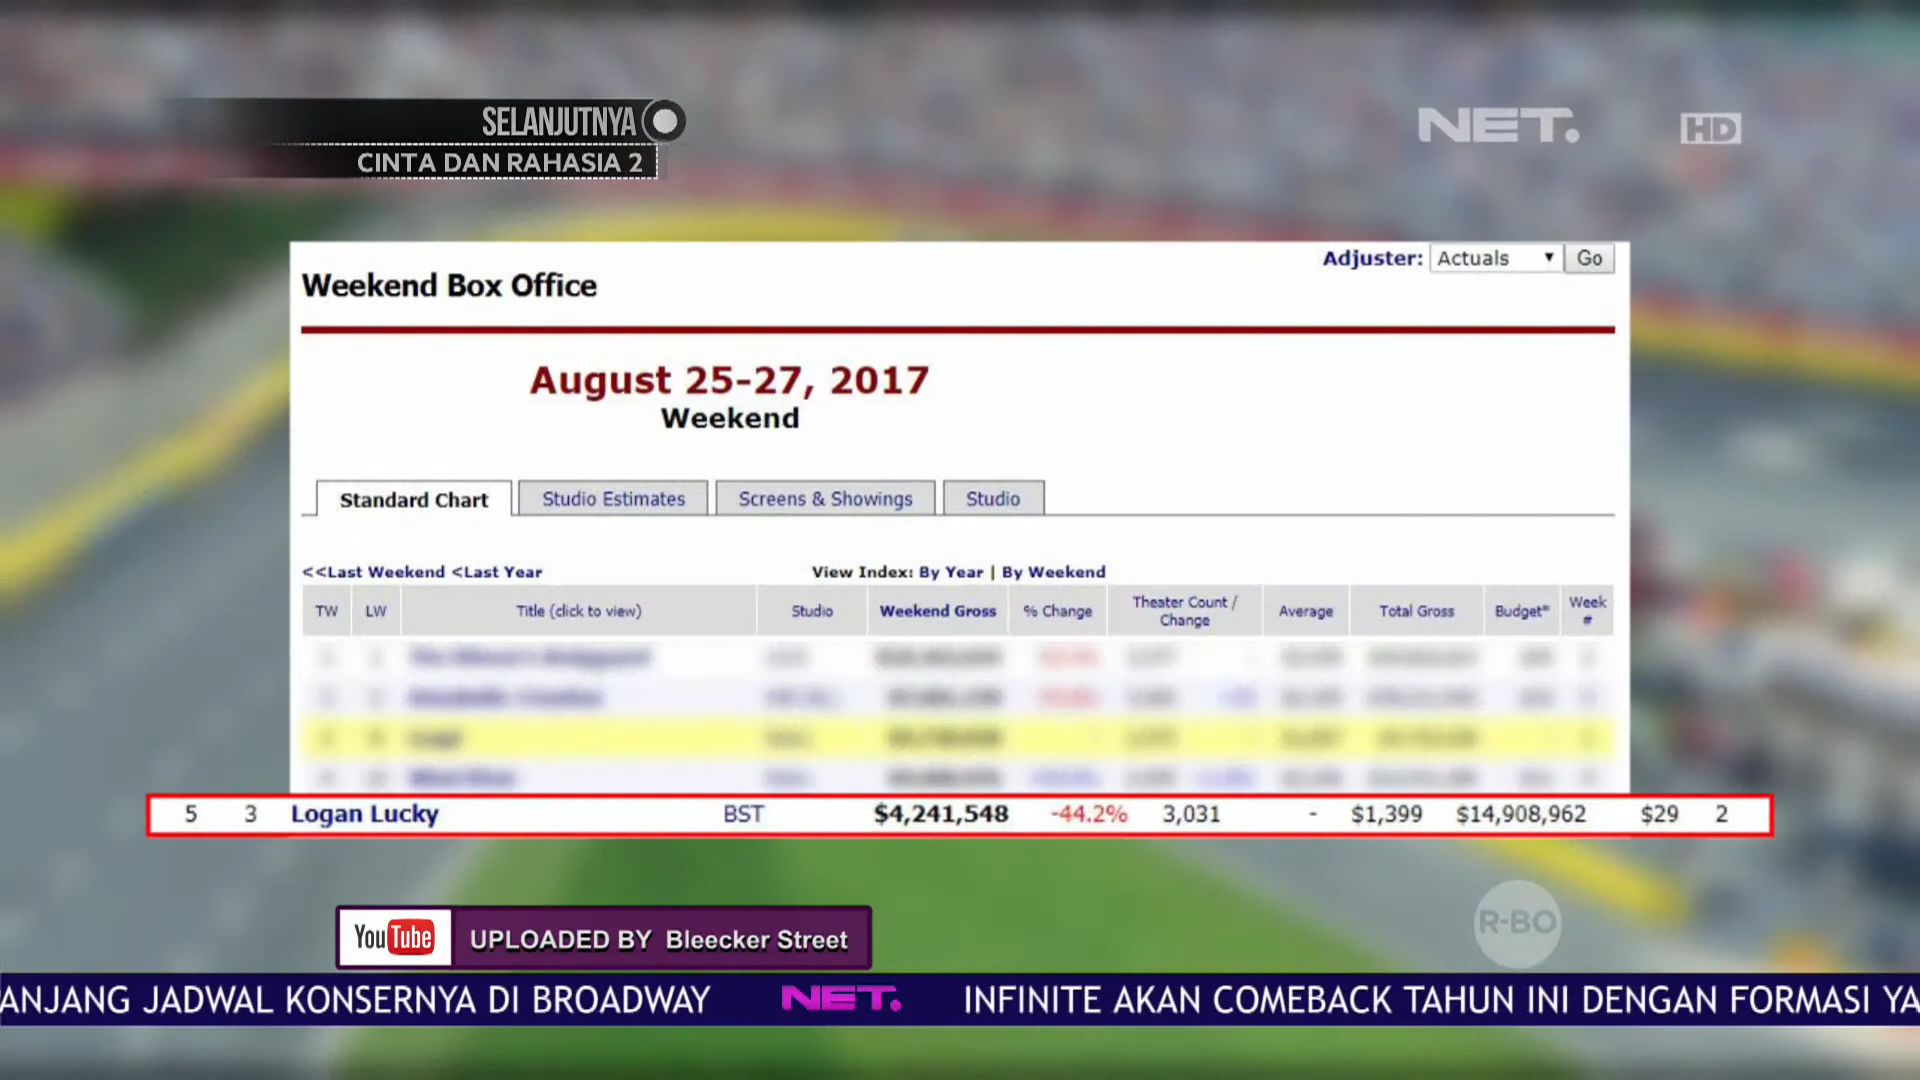 SELANJUTNYA
CINTA DAN RAHASIA 2
NET.
HD
Adjuster: Actuals Go
Weekend Box Office
August 25-27, 2017
Weekend
Standard Chart Studio Estimates Screens & Showings Studio
<<Last Weekend <Last Year View Index: By Year | By Weekend
TW LW Title (click to view) Studio Weekend Gross % Change Theater Count / Change Average Total Gross Budget* Week #
5 3 Logan Lucky BST $4,241,548 -44.2% 3,031 - $1,399 $14,908,962 $29 2
YouTube UPLOADED BY Bleecker Street
R-BO
ANJANG JADWAL KONSERNYA DI BROADWAY NET. INFINITE AKAN COMEBACK TAHUN INI DENGAN FORMASI YA